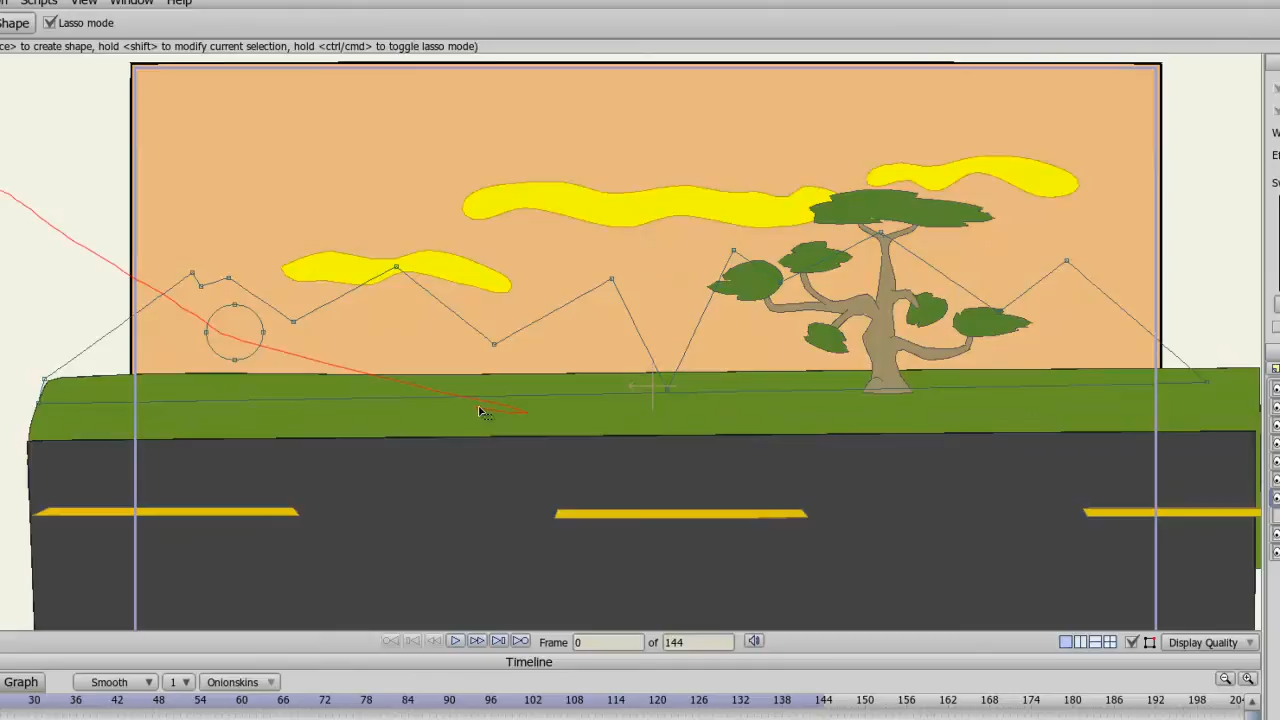 Scripts View Window Help
Shape Lasso mode
ce> to create shape, hold <shift> to modify current selection, hold <ctrl/cmd> to toggle lasso mode)
Frame 0 of 144 Display Quality
Timeline
Graph Smooth 1 Onionskins
30 36 42 48 54 60 66 72 78 84 90 96 102 108 114 120 126 132 138 144 150 156 162 168 174 180 186 192 198 204